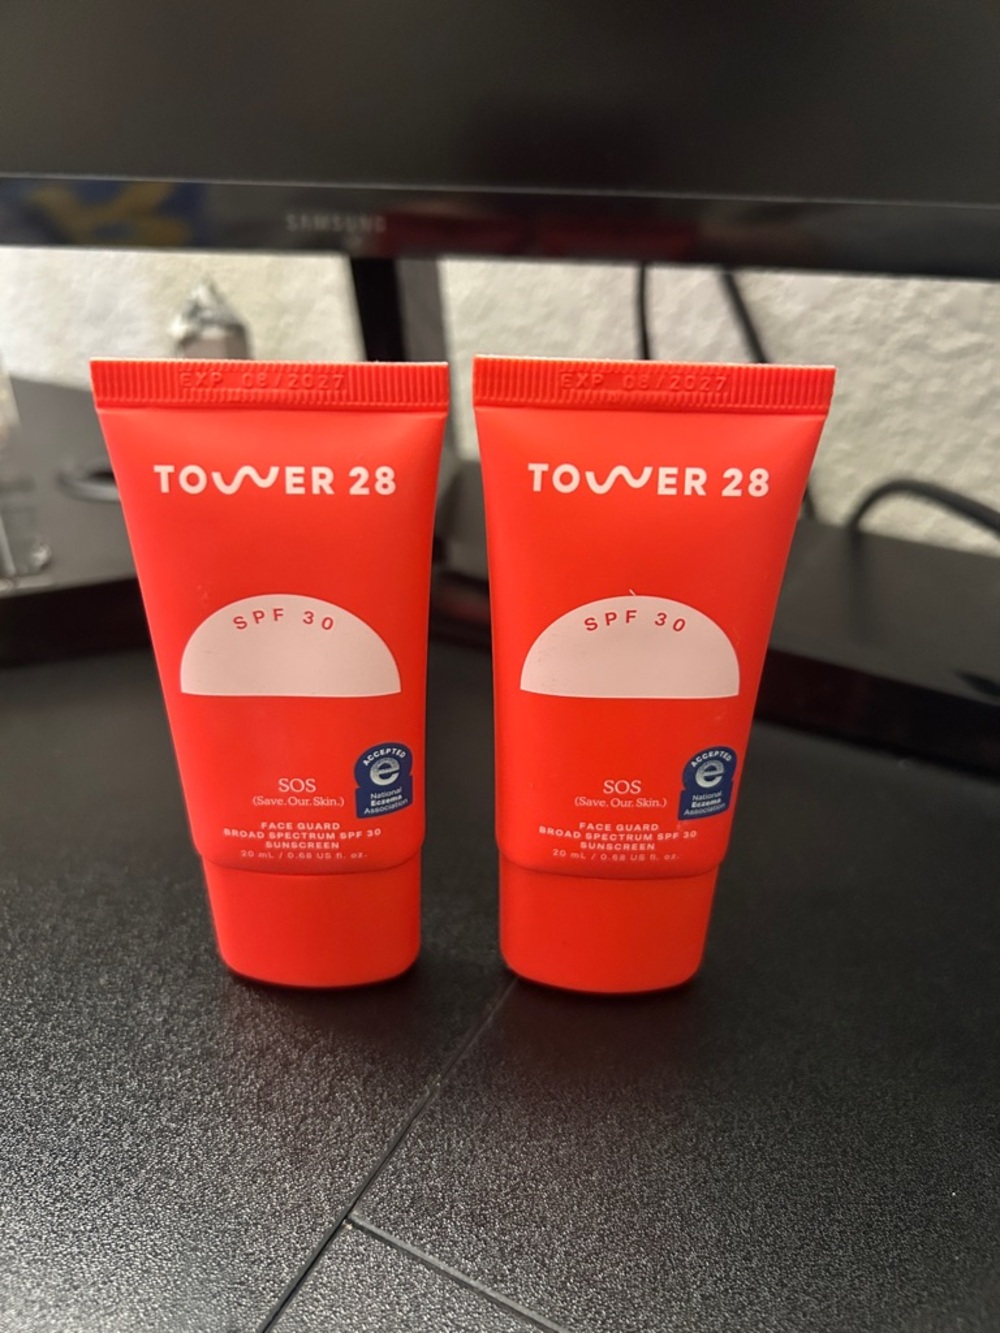 SAMSUNG
EXP 08/2027
TOWER 28
SPF 30
SOS
(Save. Our. Skin.)
ACCEPTED
e
National
Eczema
Association
FACE GUARD
BROAD SPECTRUM SPF 30
SUNSCREEN
20 mL / 0.68 US fl. oz.
EXP 08/2027
TOWER 28
SPF 30
SOS
(Save. Our. Skin.)
ACCEPTED
e
National
Eczema
Association
FACE GUARD
BROAD SPECTRUM SPF 30
SUNSCREEN
20 mL / 0.68 US fl. oz.